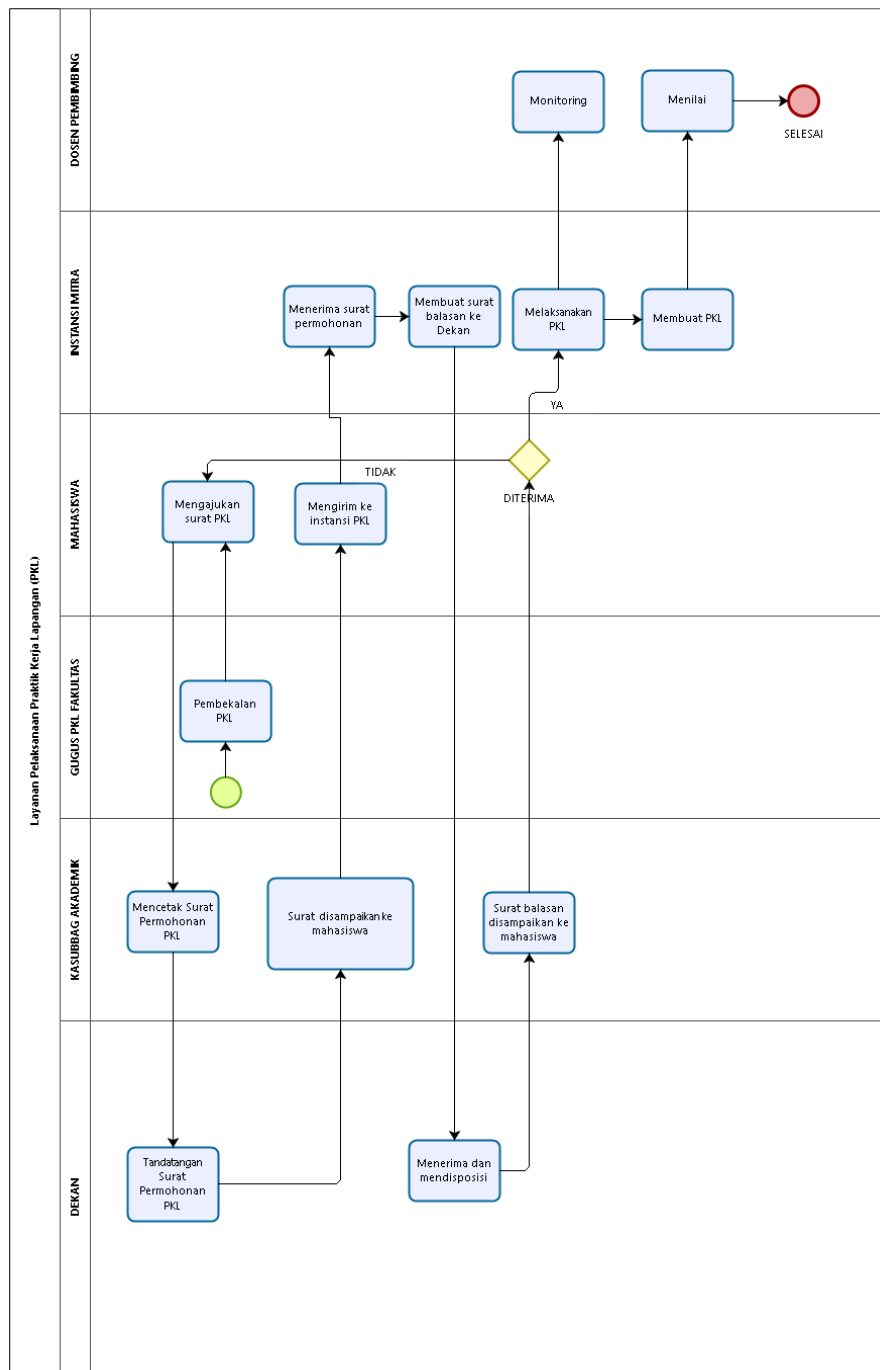 Layanan Pelaksanaan Praktik Kerja Lapangan (PKL)
DOSEN PEMBIMBING
Monitoring
Menilai
SELESAI
INSTANSI MITRA
Menerima surat
permohonan
Membuat surat
balasan ke
Dekan
Melaksanakan
PKL
Membuat PKL
YA
MAHASISWA
TIDAK
DITERIMA
Mengajukan
surat PKL
Mengirim ke
instansi PKL
GUGUS PKL FAKULTAS
Pembekalan
PKL
KASUBBAG AKADEMIK
Mencetak Surat
Permohonan
PKL
Surat disampaikan ke
mahasiswa
Surat balasan
disampaikan ke
mahasiswa
DEKAN
Tandatangan
Surat
Permohonan
PKL
Menerima dan
mendisposisi